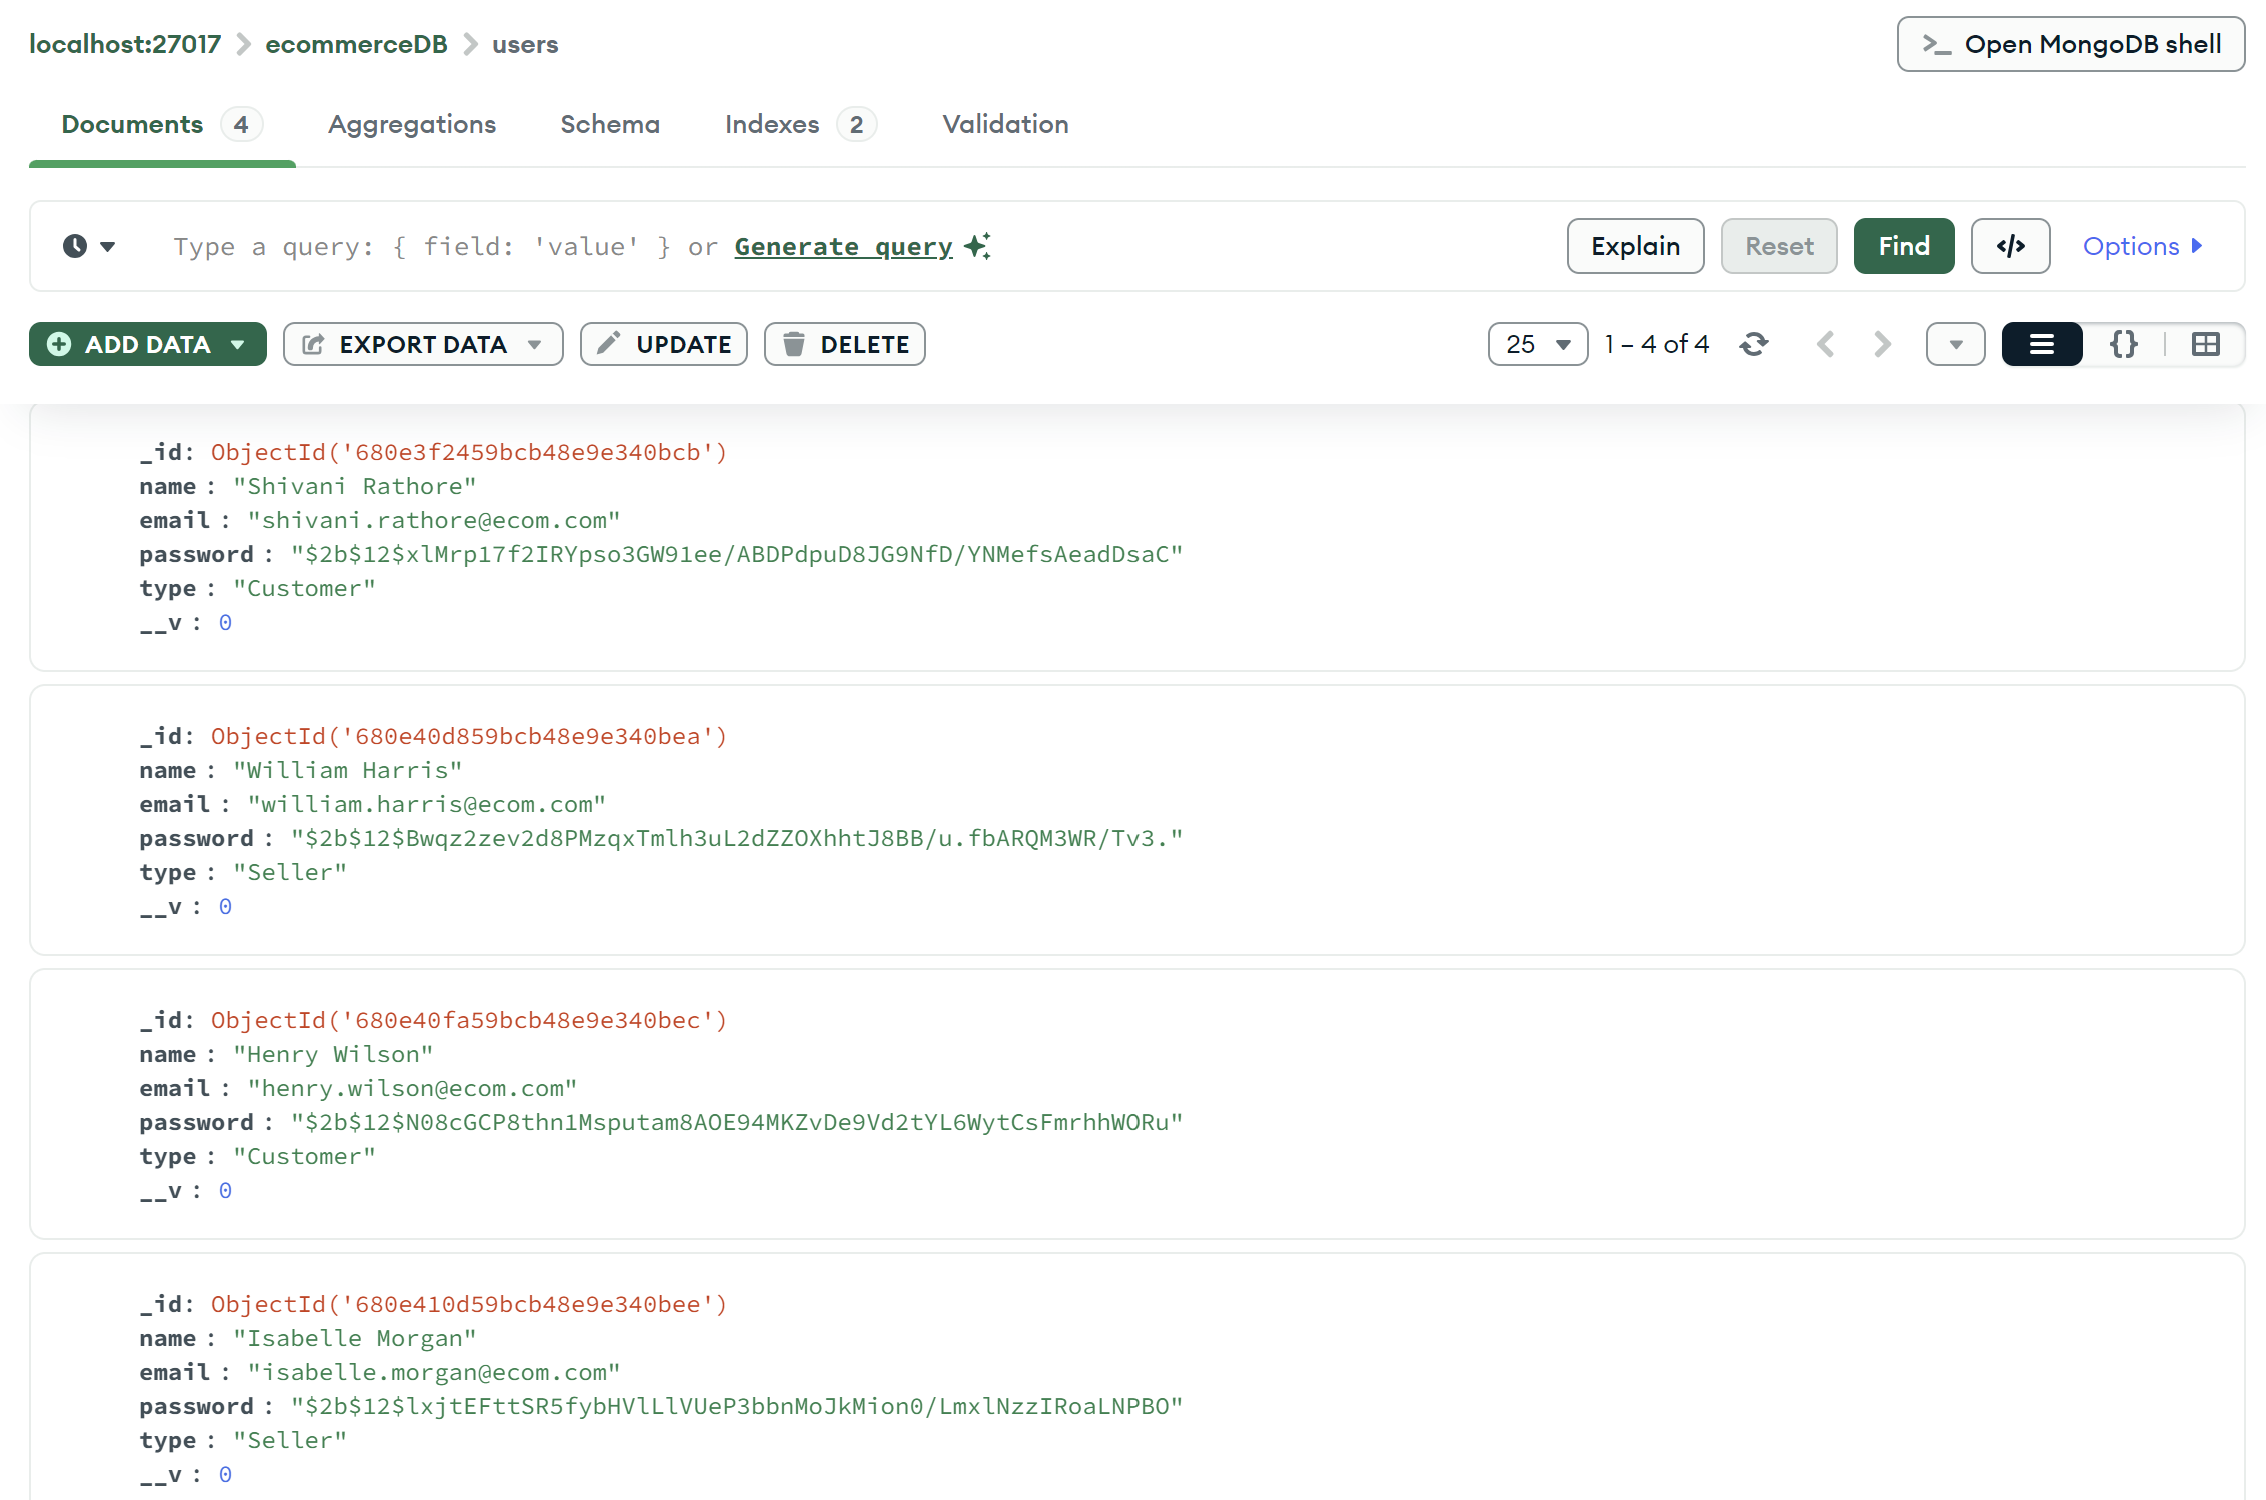 localhost:27017 > ecommerceDB > users
>_ Open MongoDB shell
Documents 4 Aggregations Schema Indexes 2 Validation
Type a query: { field: 'value' } or Generate query
Explain Reset Find </> Options
ADD DATA EXPORT DATA UPDATE DELETE 25 1 – 4 of 4 {}
_id: ObjectId('680e3f2459bcb48e9e340bcb')
name : "Shivani Rathore"
email : "shivani.rathore@ecom.com"
password : "$2b$12$xlMrp17f2IRYpso3GW91ee/ABDPdpuD8JG9NfD/YNMefsAeadDsaC"
type : "Customer"
__v : 0
_id: ObjectId('680e40d859bcb48e9e340bea')
name : "William Harris"
email : "william.harris@ecom.com"
password : "$2b$12$Bwqz2zev2d8PMzqxTmlh3uL2dZZOXhhtJ8BB/u.fbARQM3WR/Tv3."
type : "Seller"
__v : 0
_id: ObjectId('680e40fa59bcb48e9e340bec')
name : "Henry Wilson"
email : "henry.wilson@ecom.com"
password : "$2b$12$N08cGCP8thn1Msputam8AOE94MKZvDe9Vd2tYL6WytCsFmrhhWORu"
type : "Customer"
__v : 0
_id: ObjectId('680e410d59bcb48e9e340bee')
name : "Isabelle Morgan"
email : "isabelle.morgan@ecom.com"
password : "$2b$12$lxjtEFttSR5fybHVlLlVUeP3bbnMoJkMion0/LmxlNzzIRoaLNPBO"
type : "Seller"
__v : 0